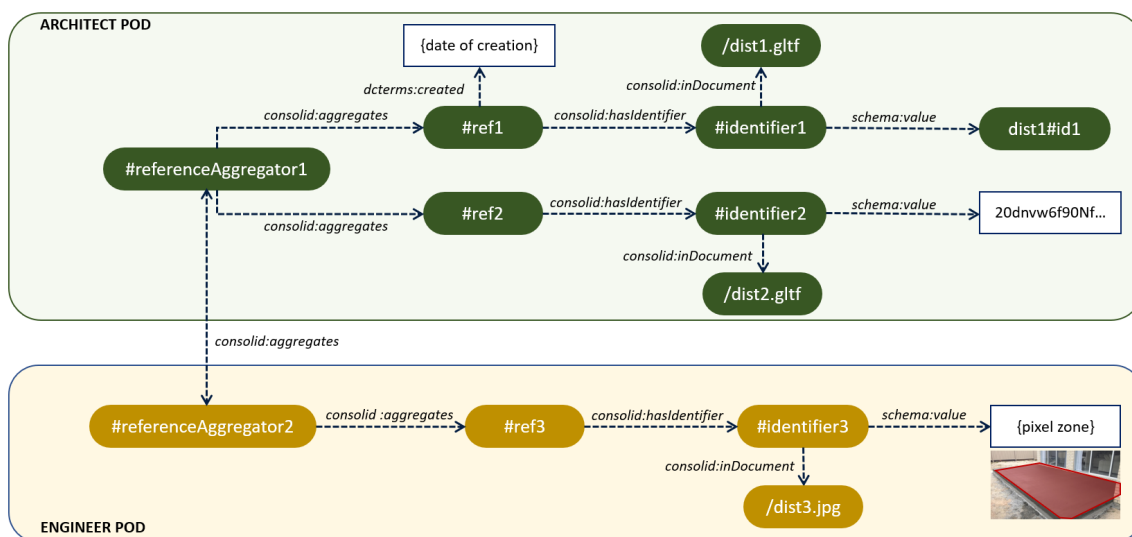 ARCHITECT POD
{date of creation}
/dist1.gltf
dcterms:created
consolid:inDocument
consolid:aggregates
#ref1
consolid:hasIdentifier
#identifier1
schema:value
dist1#id1
#referenceAggregator1
consolid:aggregates
#ref2
consolid:hasIdentifier
#identifier2
schema:value
20dnvw6f90Nf...
consolid:inDocument
/dist2.gltf
consolid:aggregates
#referenceAggregator2
consolid :aggregates
#ref3
consolid:hasIdentifier
#identifier3
schema:value
{pixel zone}
consolid:inDocument
/dist3.jpg
ENGINEER POD